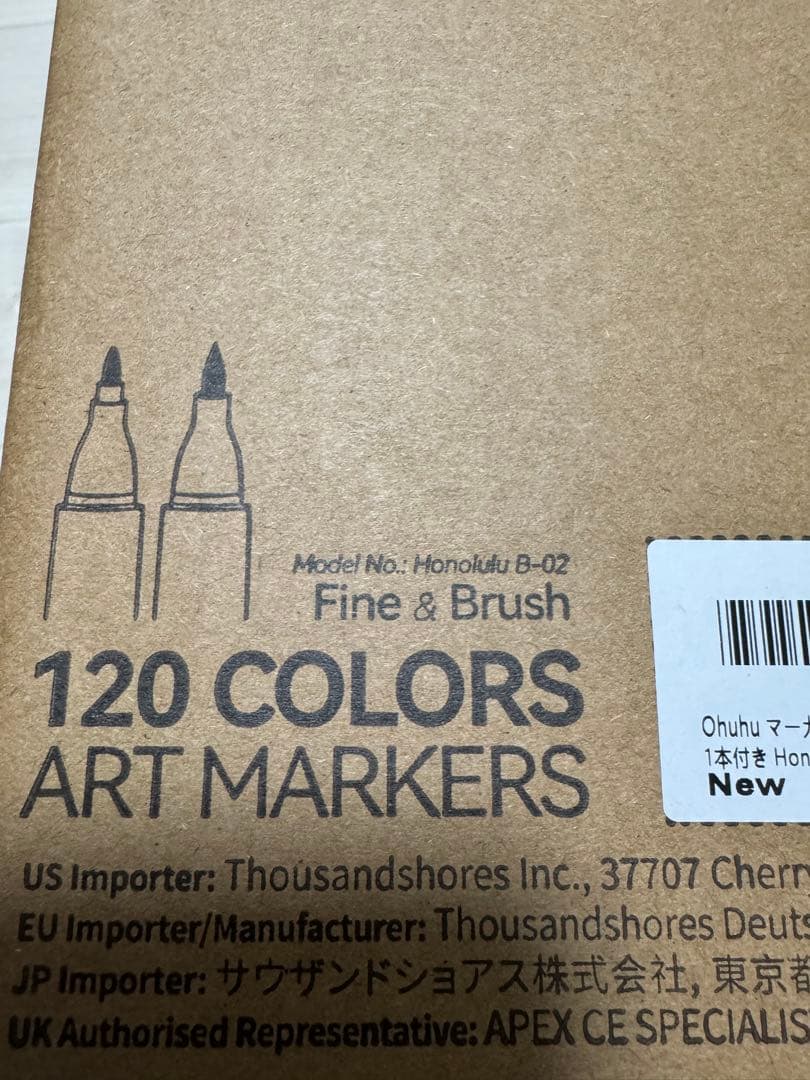 Model No.: Honolulu B-02
Fine & Brush
120 COLORS
ART MARKERS
Ohuhu マーカ
1本付き Hon
New
US Importer: Thousandshores Inc., 37707 Cherry
EU Importer/Manufacturer: Thousandshores Deuts
JP Importer: サウザンドショアス株式会社, 東京都
UK Authorised Representative: APEX CE SPECIALIS